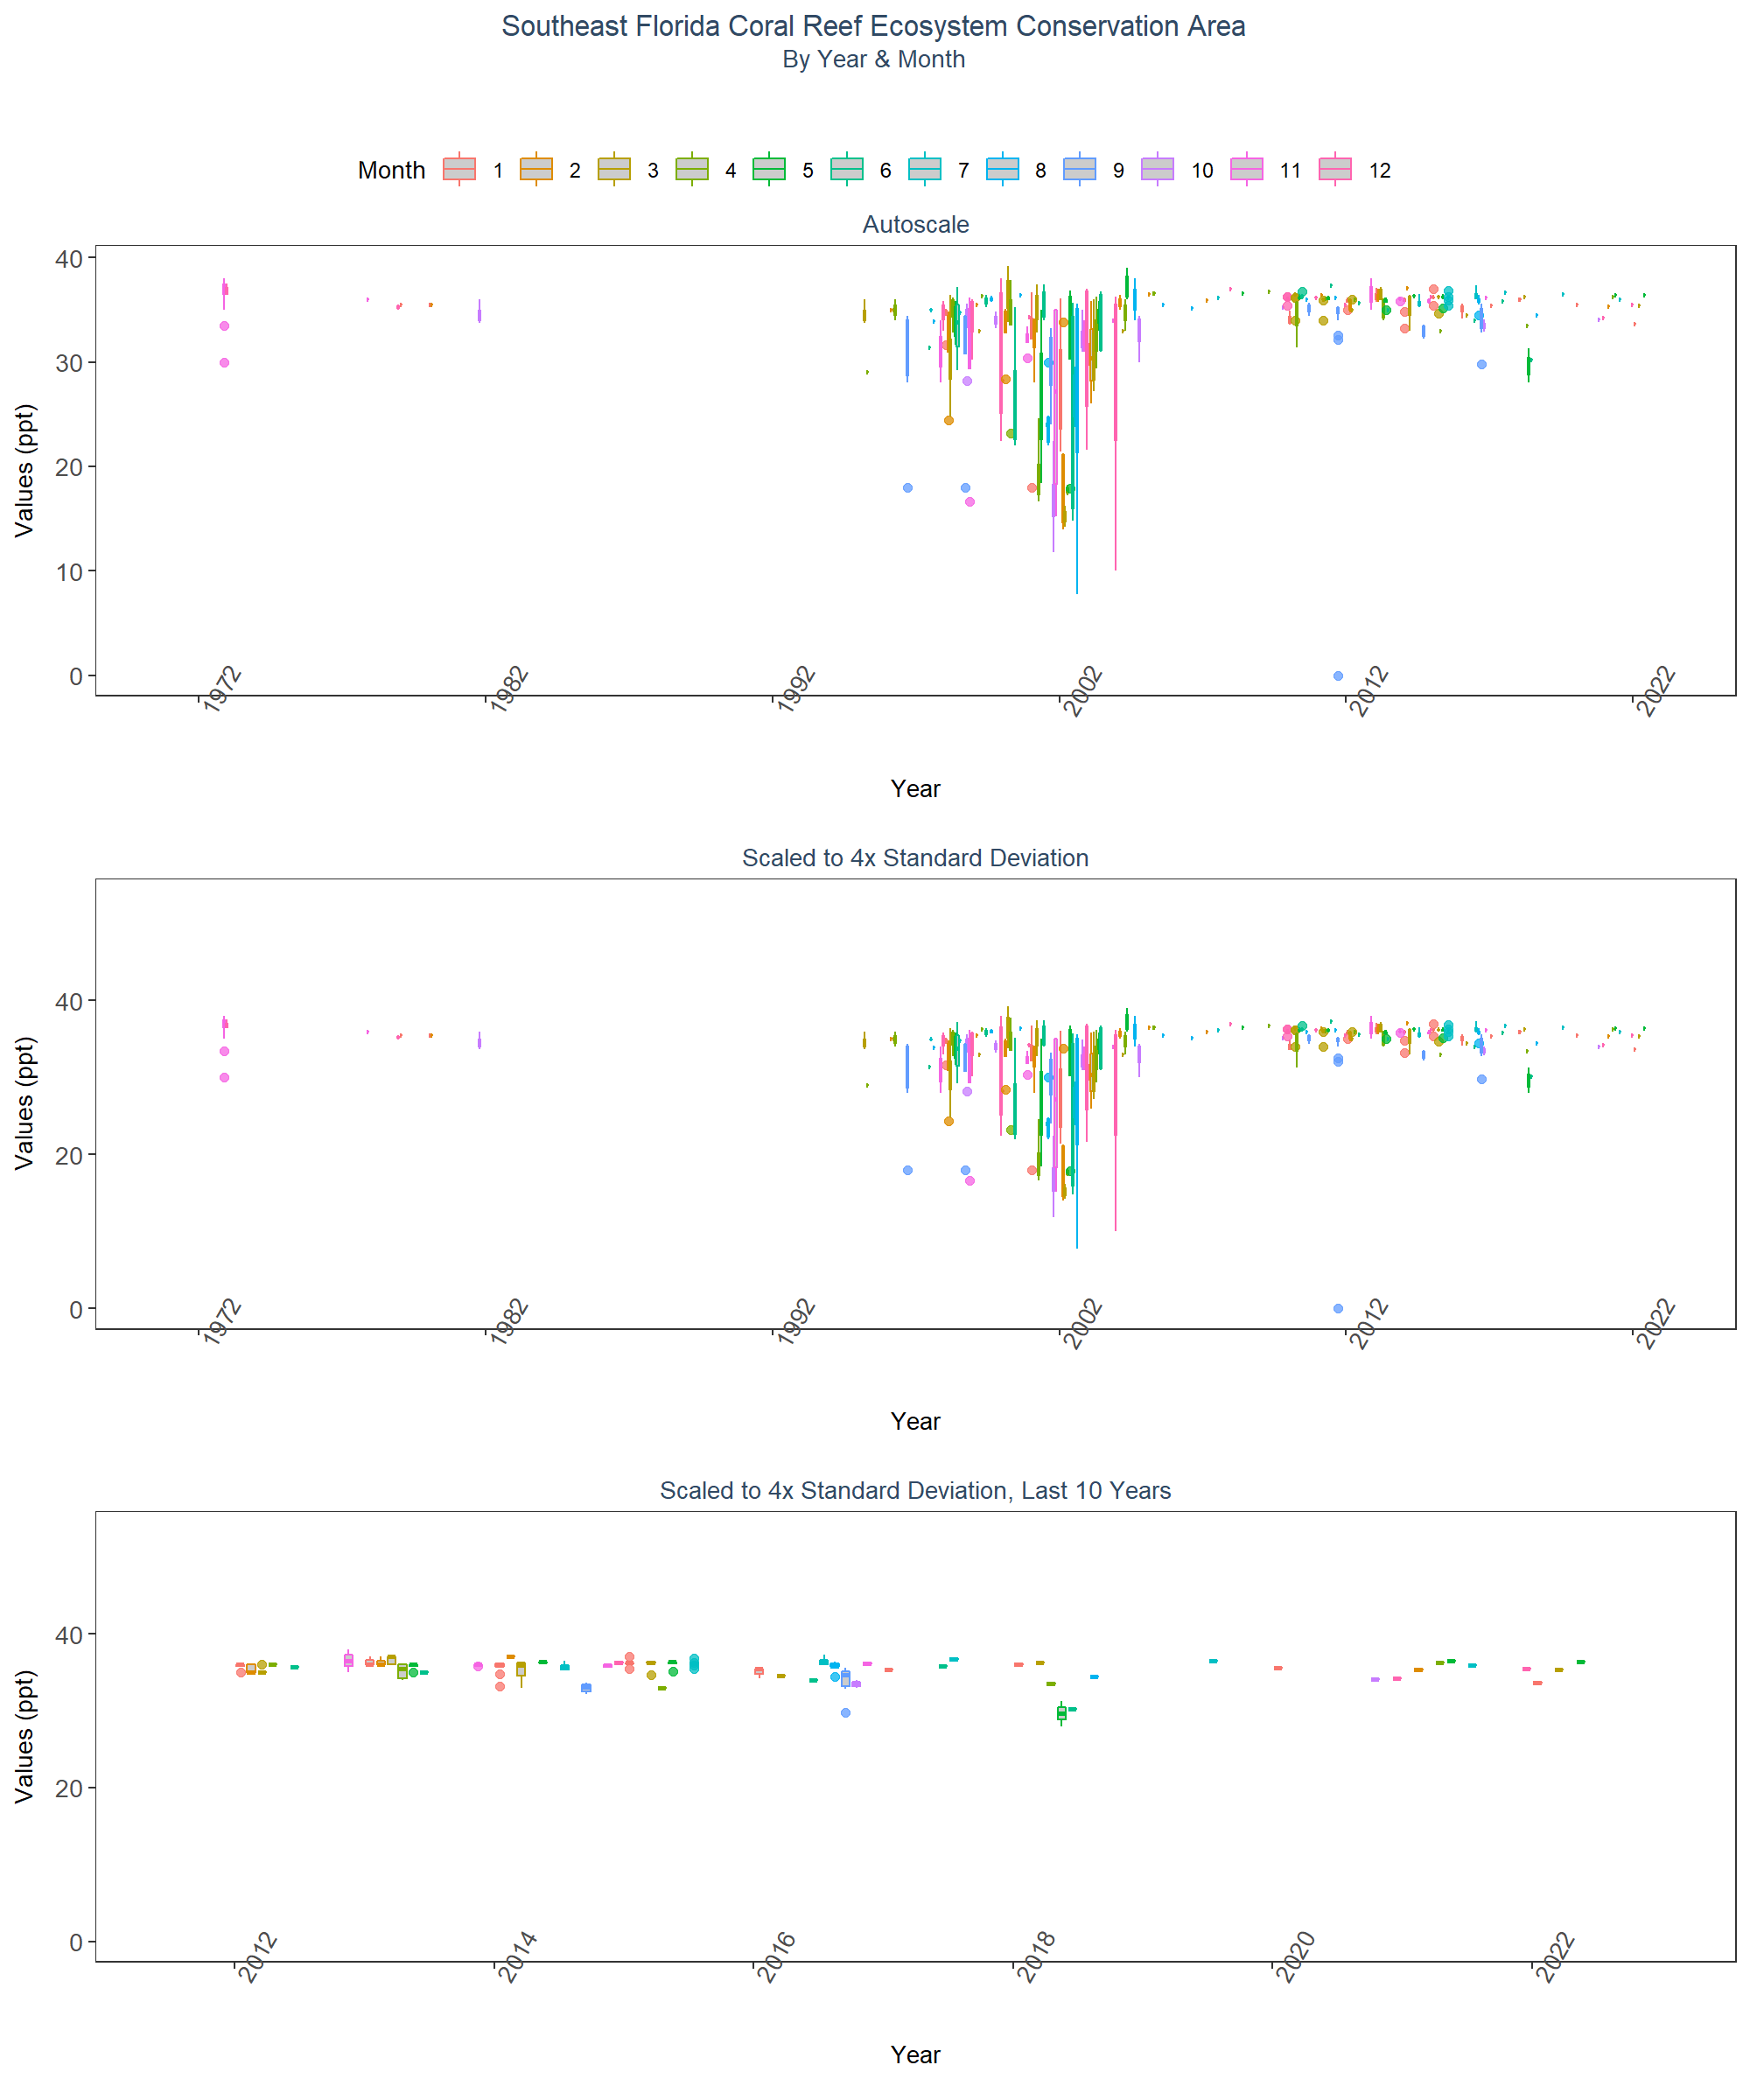 Southeast Florida Coral Reef Ecosystem Conservation Area
By Year & Month
Month 1 2 3 4 5 6 7 8 9 10 11 12
Autoscale
Values (ppt)
40
30
20
10
0
1972 1982 1992 2002 2012 2022
Year
Scaled to 4x Standard Deviation
Values (ppt)
40
20
0
1972 1982 1992 2002 2012 2022
Year
Scaled to 4x Standard Deviation, Last 10 Years
Values (ppt)
40
20
0
2012 2014 2016 2018 2020 2022
Year